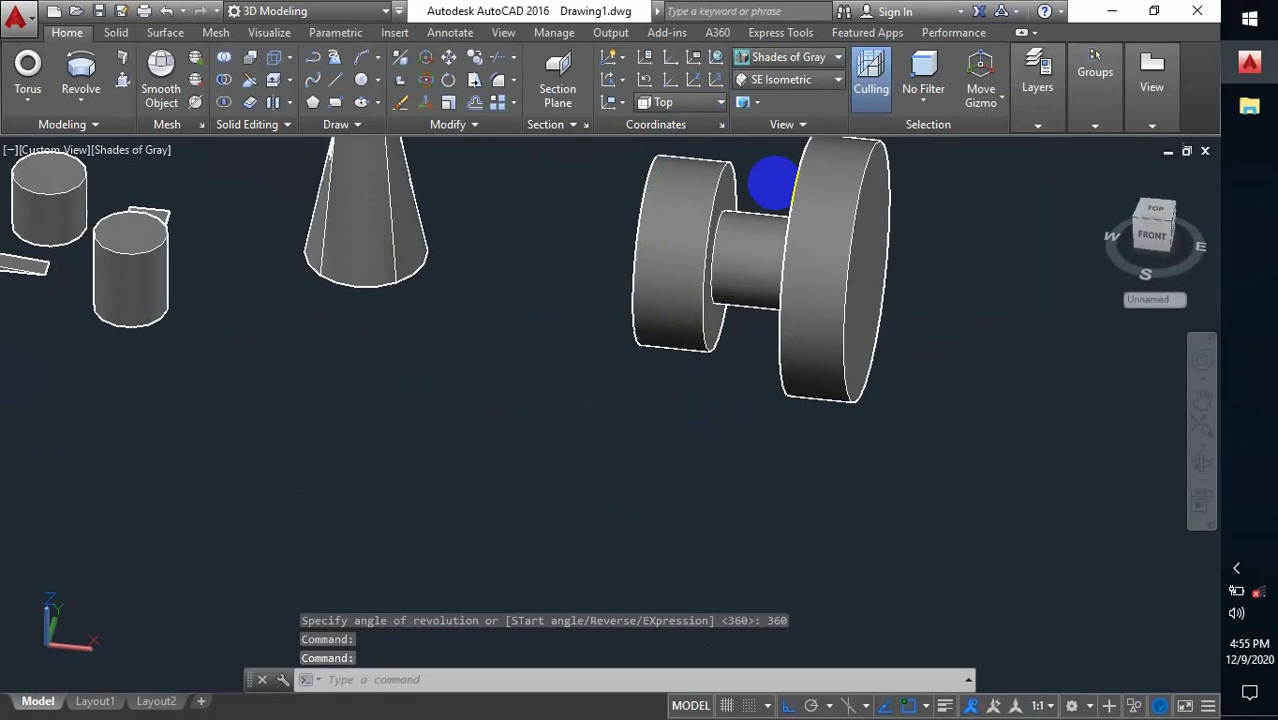 3D Modeling
Autodesk AutoCAD 2016 Drawing1.dwg
Type a keyword or phrase
Sign In
Home Solid Surface Mesh Visualize Parametric Insert Annotate View Manage Output Add-ins A360 Express Tools Featured Apps Performance
Torus
Revolve
Smooth Object
Section Plane
Shades of Gray
SE Isometric
Top
Culling
No Filter
Move Gizmo
Layers
Groups
View
Modeling
Mesh
Solid Editing
Draw
Modify
Section
Coordinates
View
Selection
[−][Custom View][Shades of Gray]
TOP
FRONT
W
E
S
Unnamed
Z
Y
X
Specify angle of revolution or [STart angle/Reverse/EXpression] <360>: 360
Command:
Command:
Type a command
Model Layout1 Layout2
MODEL
1:1
4:55 PM
12/9/2020